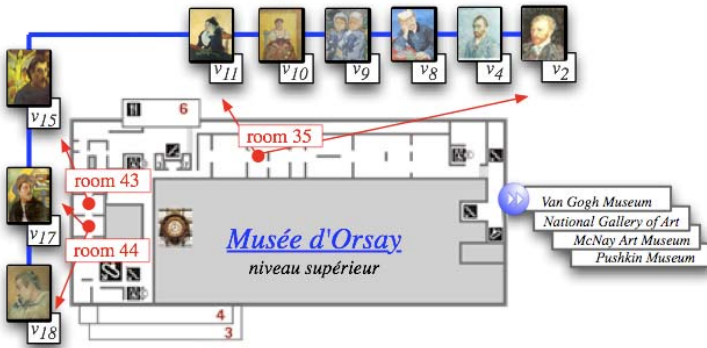 v11
v10
v9
v8
v4
v2
v15
6
room 35
room 43
v17
room 44
Musée d'Orsay
niveau supérieur
Van Gogh Museum
National Gallery of Art
McNay Art Museum
Pushkin Museum
v18
4
3